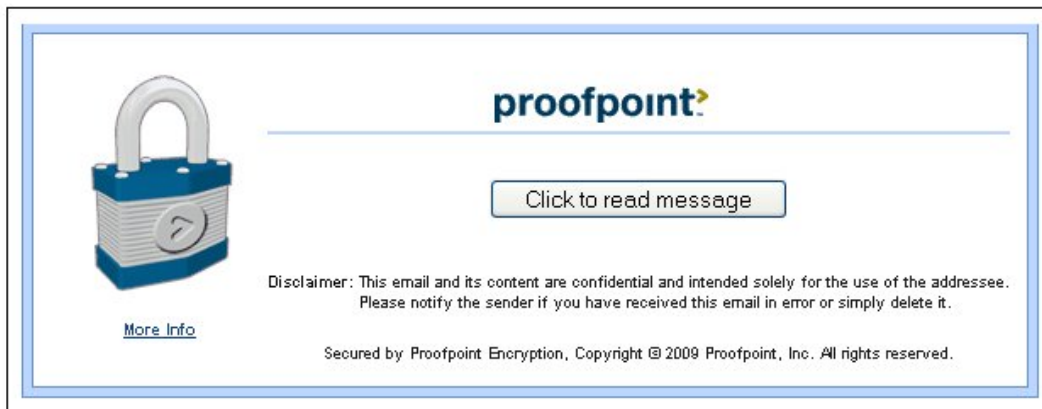 proofpoint
Click to read message
Disclaimer: This email and its content are confidential and intended solely for the use of the addressee.
Please notify the sender if you have received this email in error or simply delete it.
More Info
Secured by Proofpoint Encryption, Copyright © 2009 Proofpoint, Inc. All rights reserved.